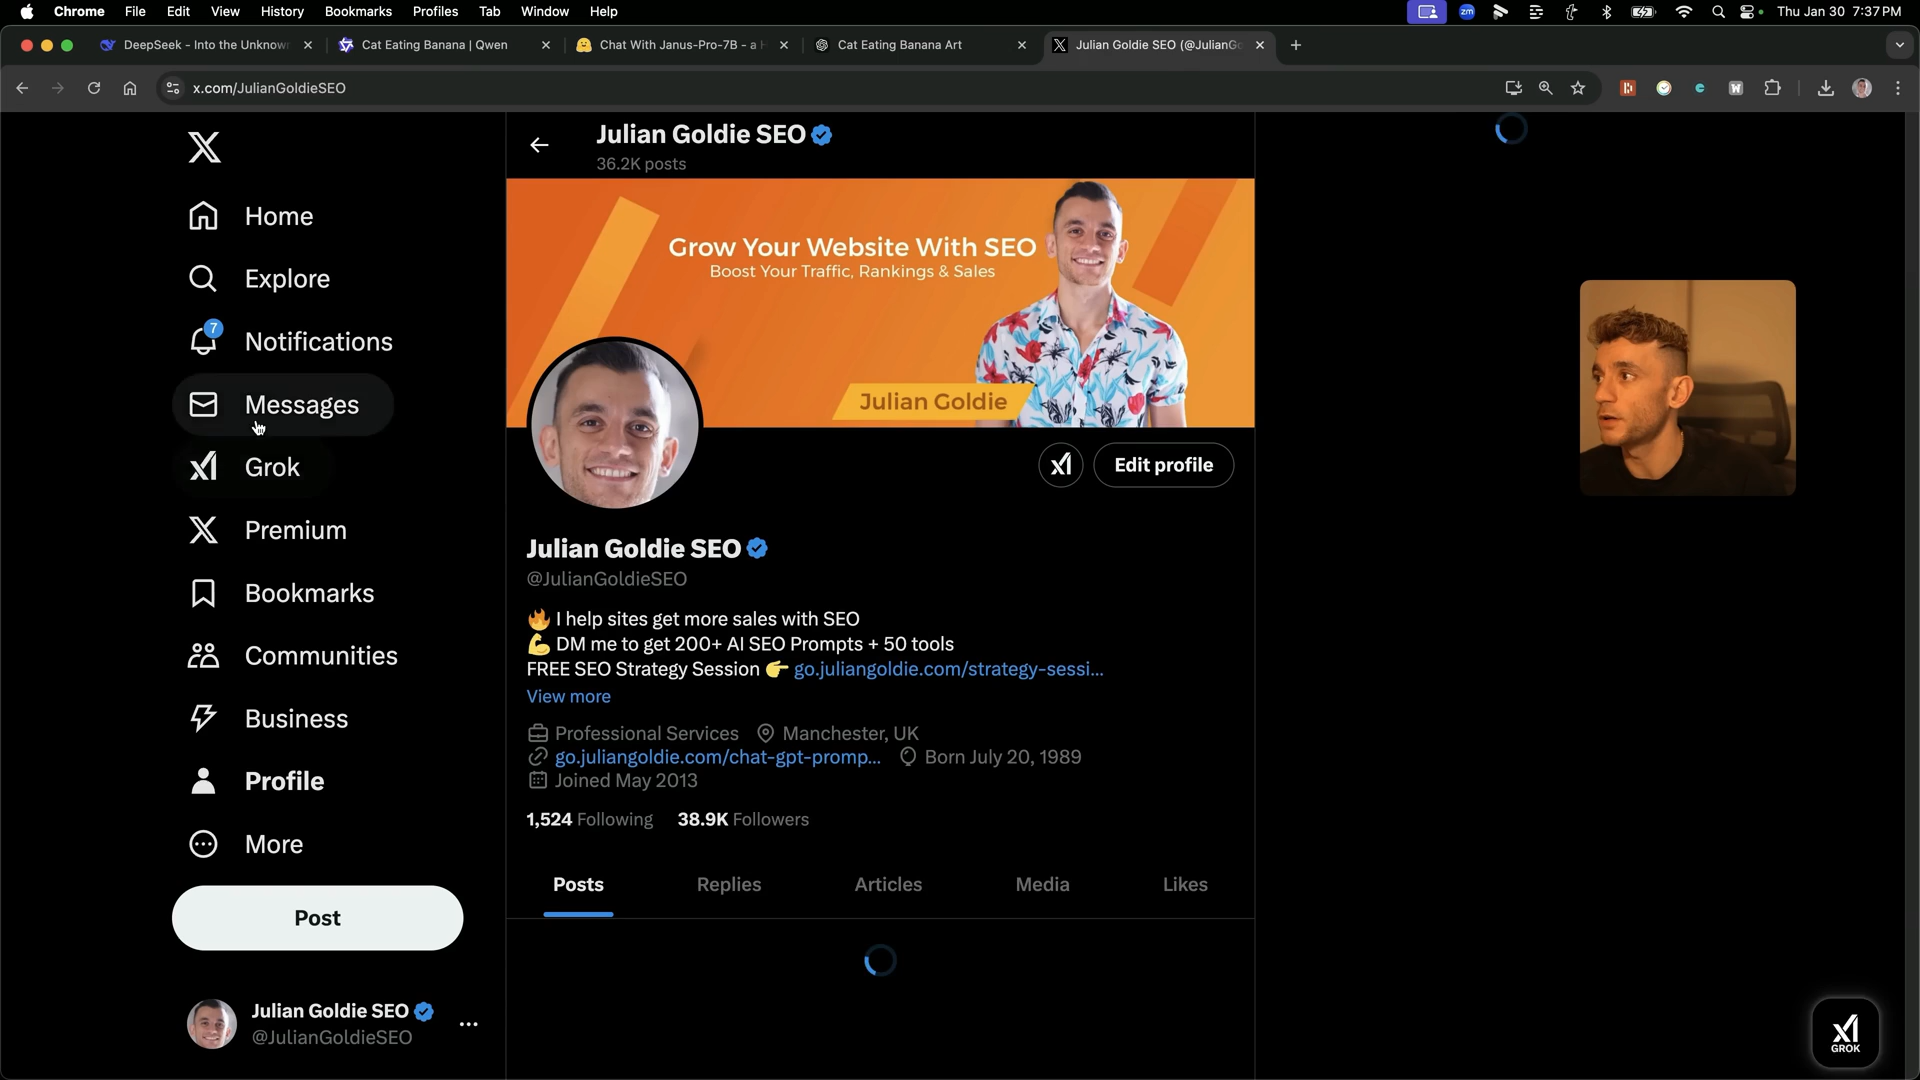 Chrome File Edit View History Bookmarks Profiles Tab Window Help
zm
Thu Jan 30 7:37 PM
DeepSeek - Into the Unknown
Cat Eating Banana | Qwen
Chat With Janus-Pro-7B - a H
Cat Eating Banana Art
Julian Goldie SEO (@JulianGo
x.com/JulianGoldieSEO
Julian Goldie SEO
36.2K posts
Home
Explore
7
Notifications
Messages
Grok
Premium
Bookmarks
Communities
Business
Profile
More
Post
Julian Goldie SEO
@JulianGoldieSEO
Grow Your Website With SEO
Boost Your Traffic, Rankings & Sales
Julian Goldie
Edit profile
Julian Goldie SEO
@JulianGoldieSEO
🔥 I help sites get more sales with SEO
💪 DM me to get 200+ AI SEO Prompts + 50 tools
FREE SEO Strategy Session 👉 go.juliangoldie.com/strategy-sessi...
View more
Professional Services Manchester, UK
go.juliangoldie.com/chat-gpt-promp... Born July 20, 1989
Joined May 2013
1,524 Following 38.9K Followers
Posts Replies Articles Media Likes
GROK